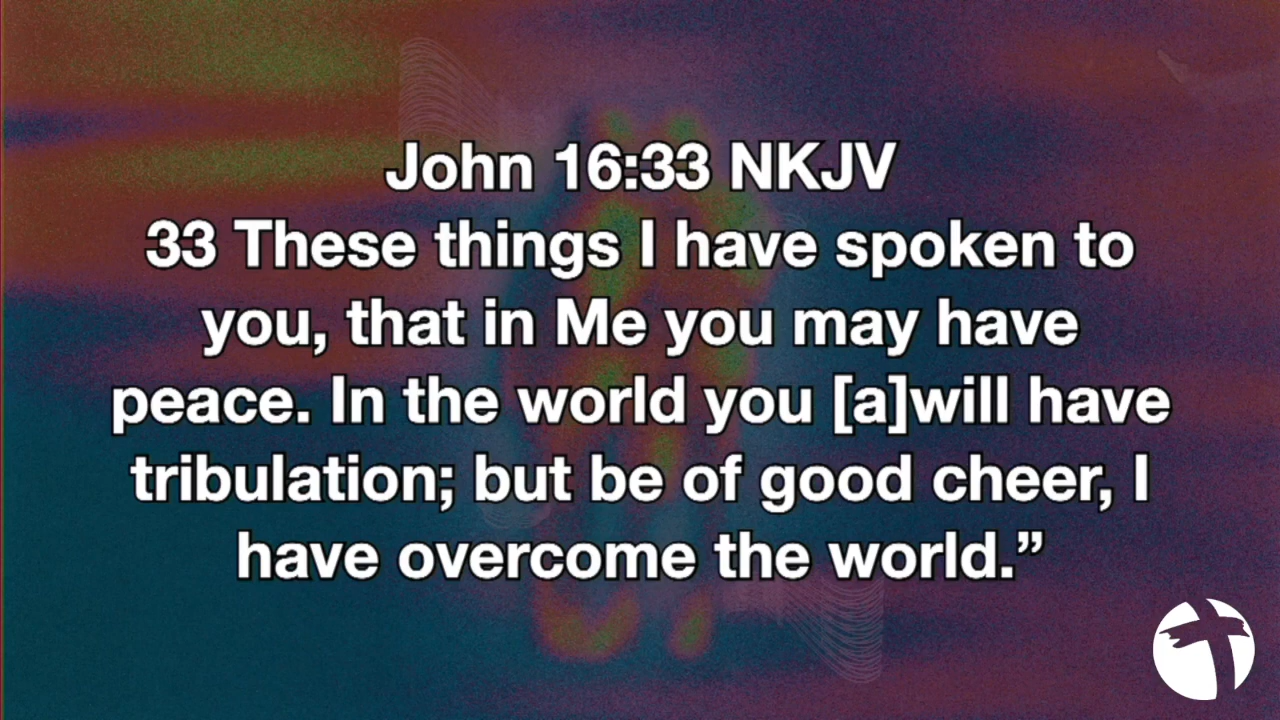 John 16:33 NKJV
33 These things I have spoken to
you, that in Me you may have
peace. In the world you [a]will have
tribulation; but be of good cheer, I
have overcome the world.”